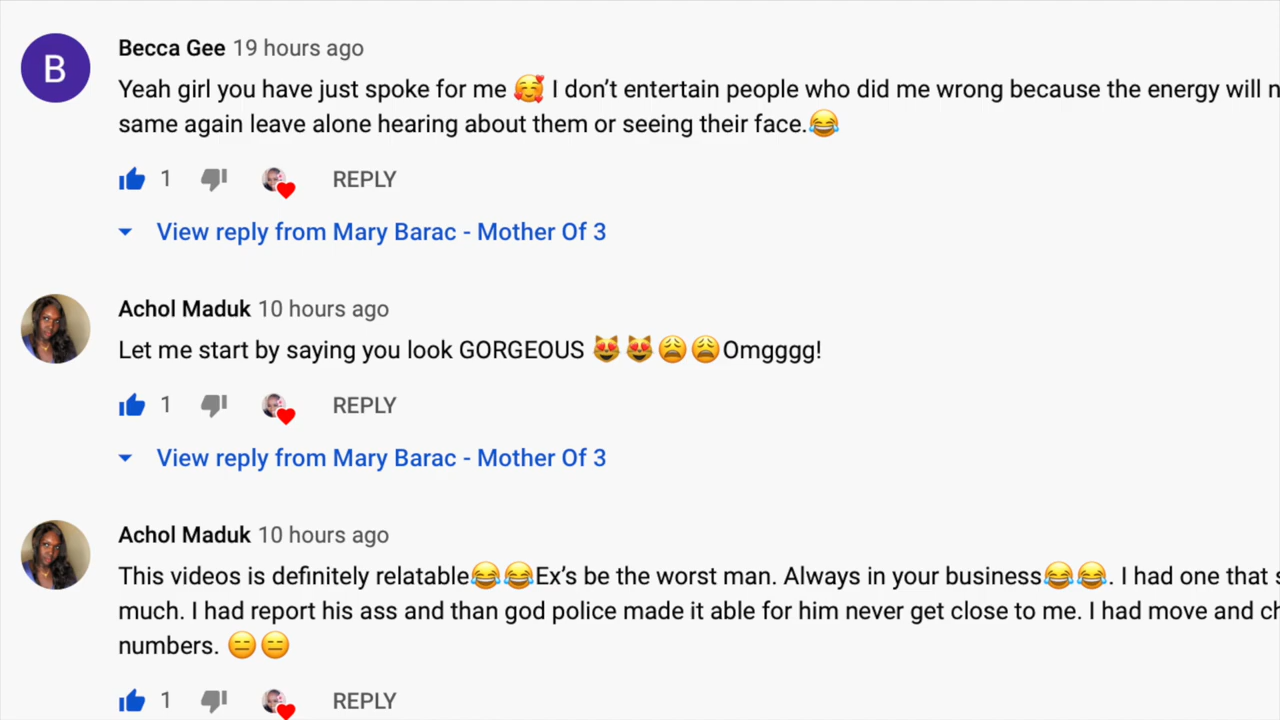 B
Becca Gee 19 hours ago
Yeah girl you have just spoke for me 🥰 I don’t entertain people who did me wrong because the energy will
same again leave alone hearing about them or seeing their face.😂
1 REPLY
View reply from Mary Barac - Mother Of 3
Achol Maduk 10 hours ago
Let me start by saying you look GORGEOUS 😻😻😩😩Omgggg!
1 REPLY
View reply from Mary Barac - Mother Of 3
Achol Maduk 10 hours ago
This videos is definitely relatable😂😂Ex’s be the worst man. Always in your business😂😂. I had one that
much. I had report his ass and than god police made it able for him never get close to me. I had move and
numbers. 😑😑
1 REPLY